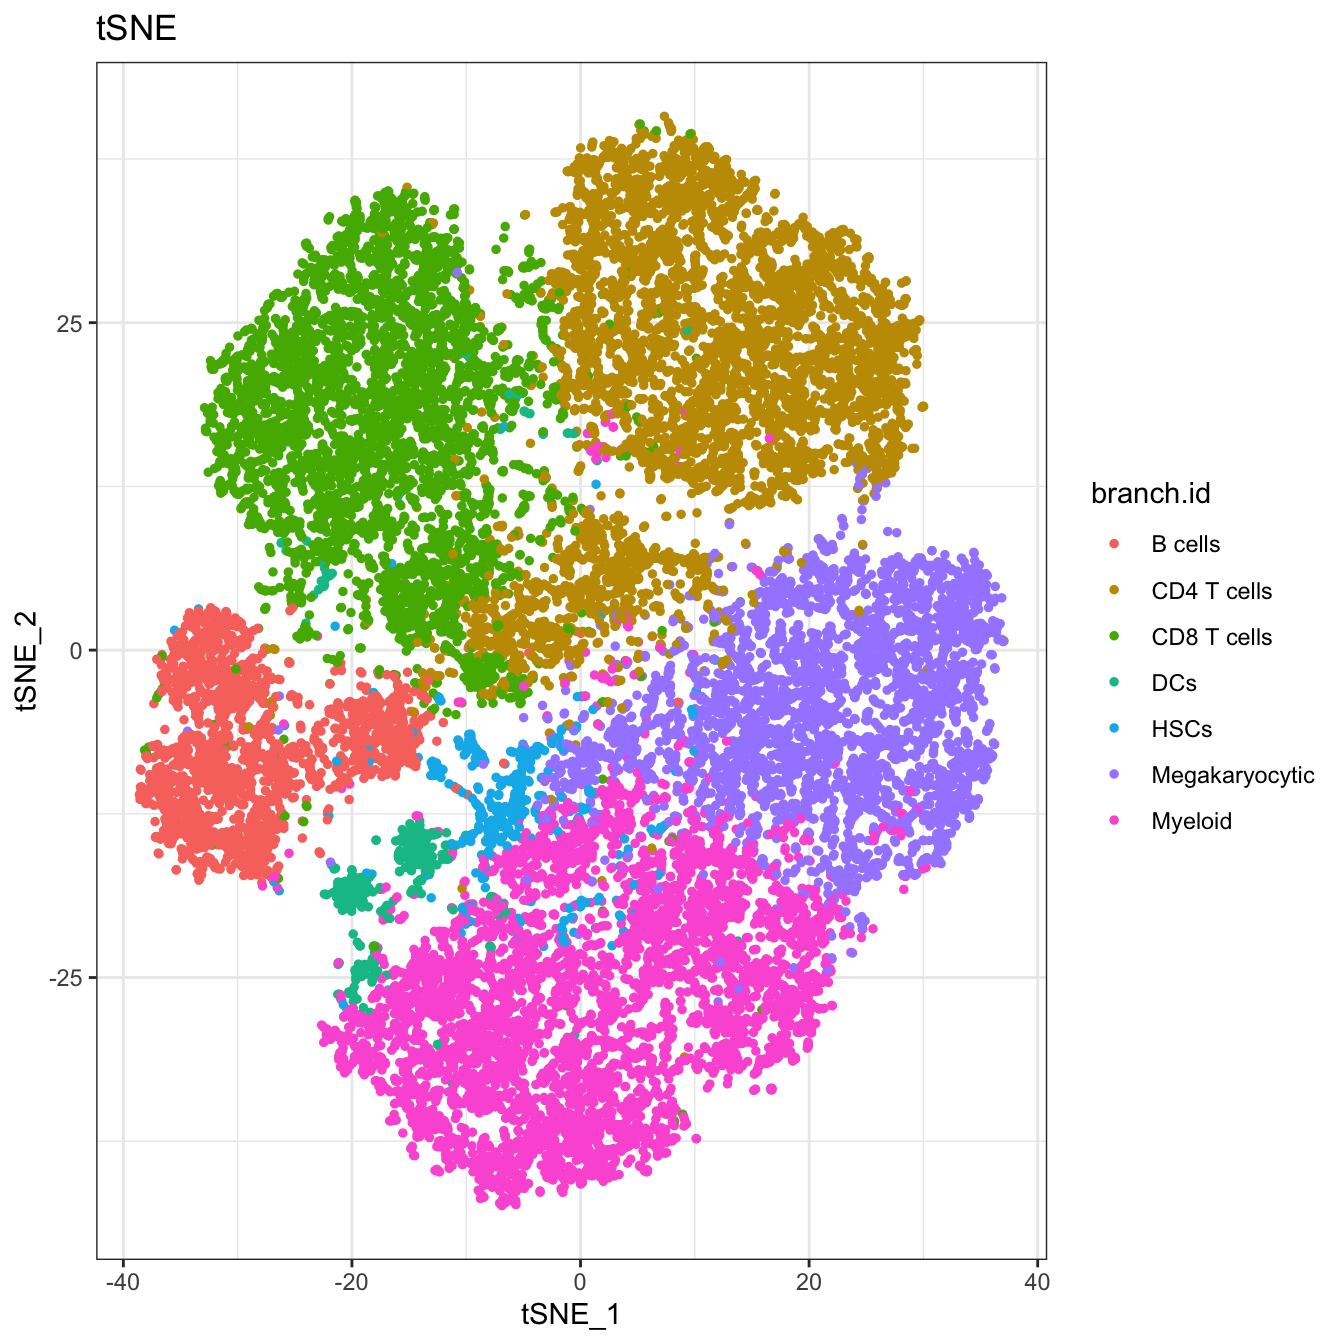 tSNE
25
0
-25
-40
-20
0
20
40
tSNE_1
tSNE_2
branch.id
B cells
CD4 T cells
CD8 T cells
DCs
HSCs
Megakaryocytic
Myeloid